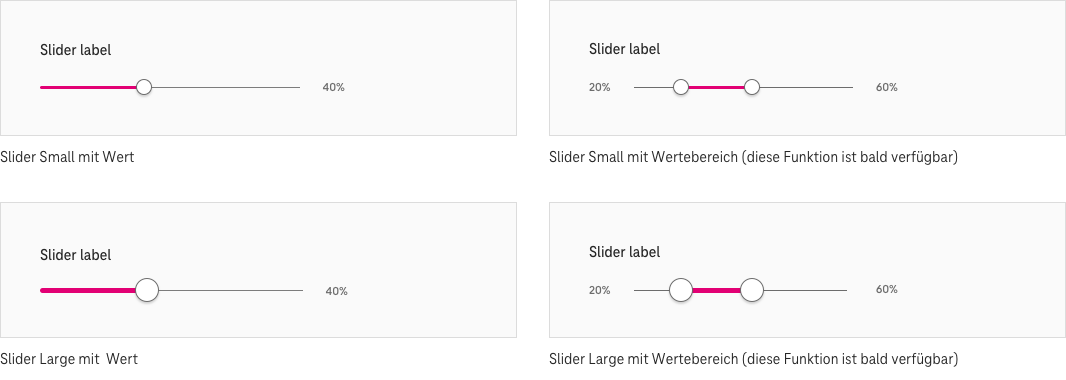 Slider label
40%
Slider Small mit Wert
Slider label
20%
60%
Slider Small mit Wertebereich (diese Funktion ist bald verfügbar)
Slider label
40%
Slider Large mit  Wert
Slider label
20%
60%
Slider Large mit Wertebereich (diese Funktion ist bald verfügbar)